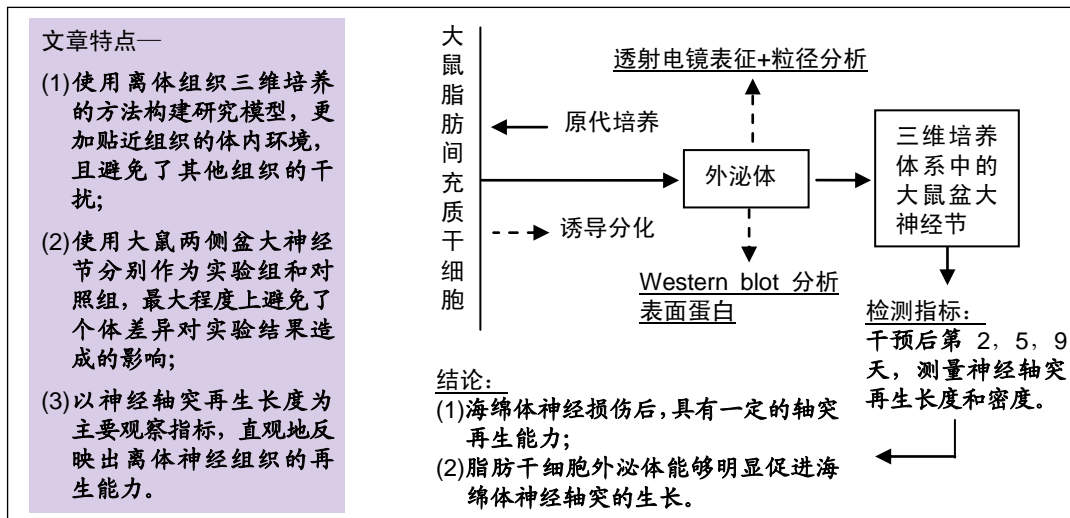 文章特点—
(1)使用离体组织三维培养
的方法构建研究模型，更
加贴近组织的体内环境，
且避免了其他组织的干
扰；
(2)使用大鼠两侧盆大神经
节分别作为实验组和对
照组，最大程度上避免了
个体差异对实验结果造
成的影响；
(3)以神经轴突再生长度为
主要观察指标，直观地反
映出离体神经组织的再
生能力。
大
鼠
脂
肪
间
充
质
干
细
胞
原代培养
诱导分化
透射电镜表征+粒径分析
外泌体
Western blot 分析
表面蛋白
三维培养
体系中的
大鼠盆大
神经节
检测指标：
干预后第 2，5，9
天，测量神经轴突
再生长度和密度。
结论：
(1)海绵体神经损伤后，具有一定的轴突
再生能力；
(2)脂肪干细胞外泌体能够明显促进海
绵体神经轴突的生长。